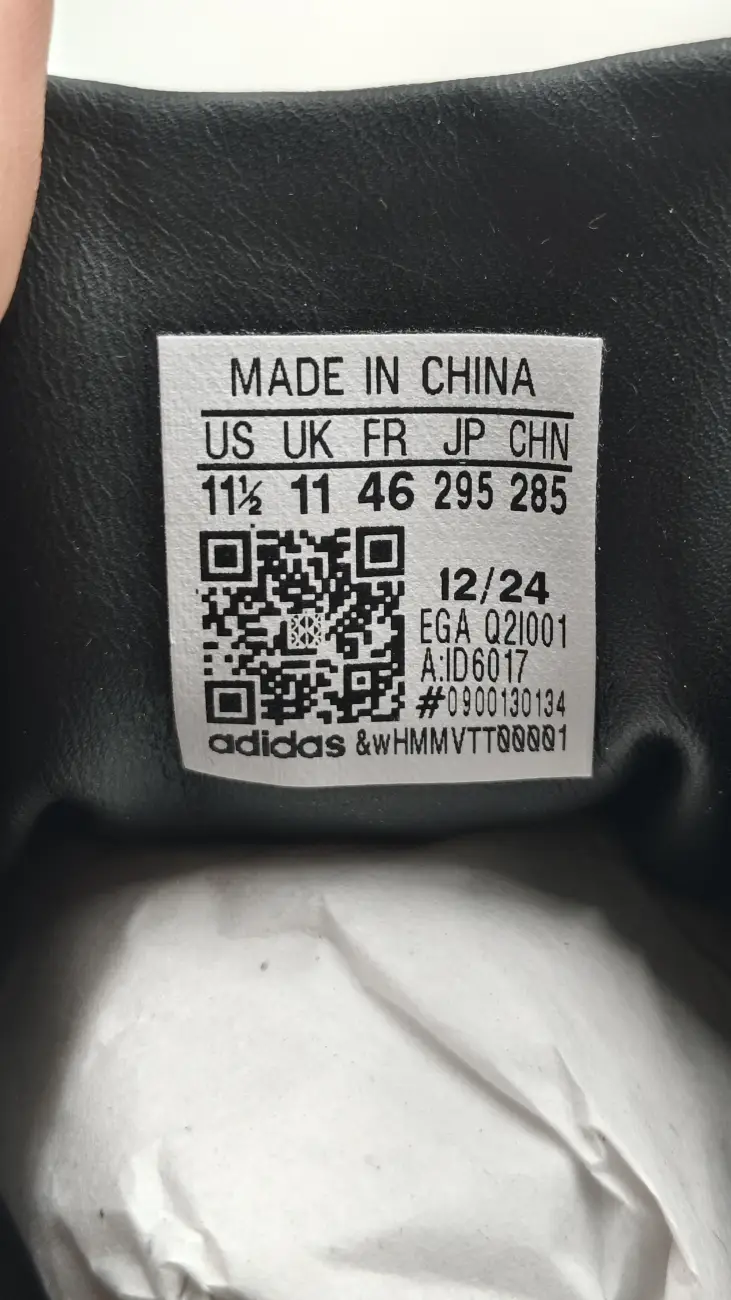 MADE IN CHINA
US UK FR JP CHN
11½ 11 46 295 285
12/24
EGA Q2I001
A:ID6017
#0900130134
adidas &wHMMVTT00001